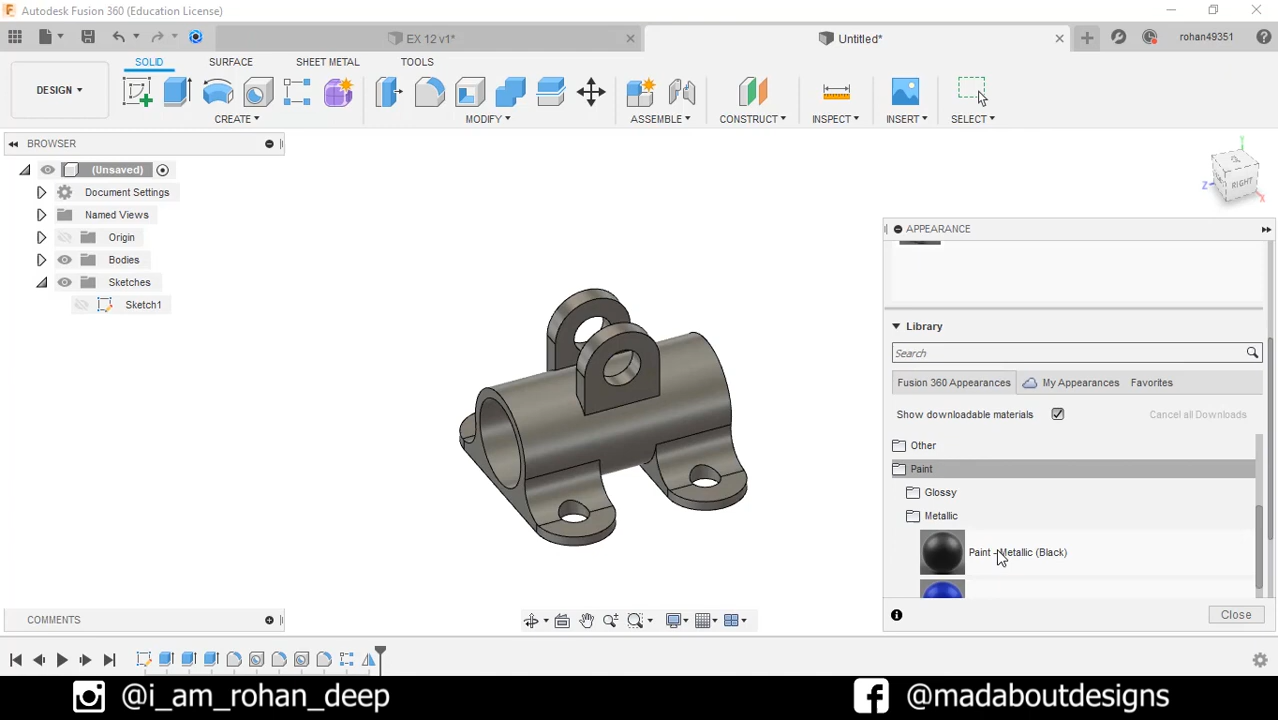 Autodesk Fusion 360 (Education License)
EX 12 v1*
Untitled*
rohan49351
SOLID
SURFACE
SHEET METAL
TOOLS
DESIGN
CREATE
MODIFY
ASSEMBLE
CONSTRUCT
INSPECT
INSERT
SELECT
BROWSER
(Unsaved)
Document Settings
Named Views
Origin
Bodies
Sketches
Sketch1
Y
Z
X
RIGHT
APPEARANCE
Library
Search
Fusion 360 Appearances
My Appearances
Favorites
Show downloadable materials
Cancel all Downloads
Other
Paint
Glossy
Metallic
Paint - Metallic (Black)
Close
COMMENTS
@i_am_rohan_deep
@madaboutdesigns